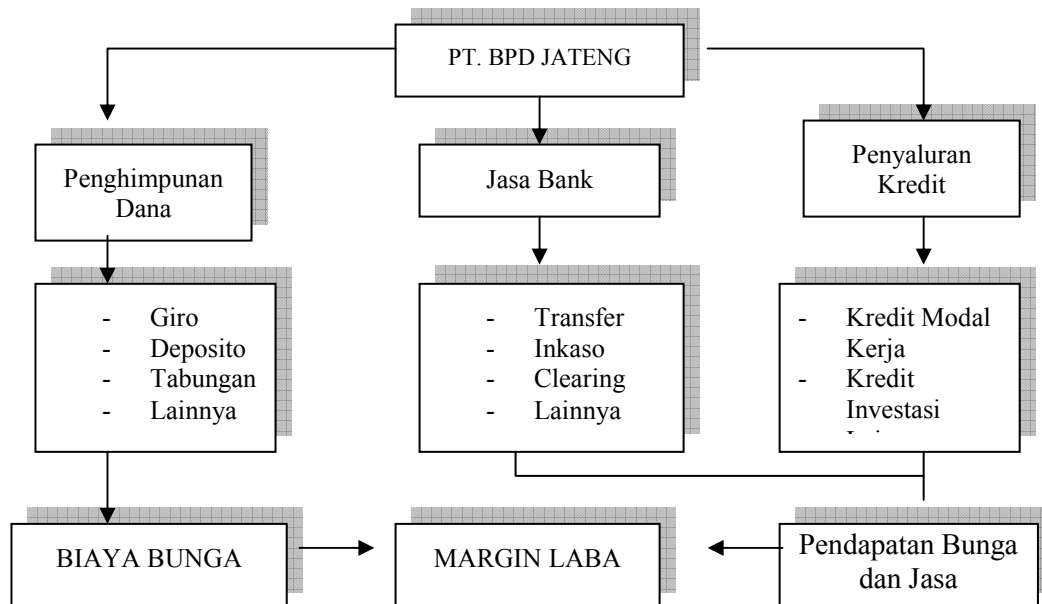 PT. BPD JATENG
Penghimpunan
Dana
Jasa Bank
Penyaluran
Kredit
- Giro
- Deposito
- Tabungan
- Lainnya
- Transfer
- Inkaso
- Clearing
- Lainnya
- Kredit Modal
Kerja
- Kredit
Investasi
BIAYA BUNGA
MARGIN LABA
Pendapatan Bunga
dan Jasa